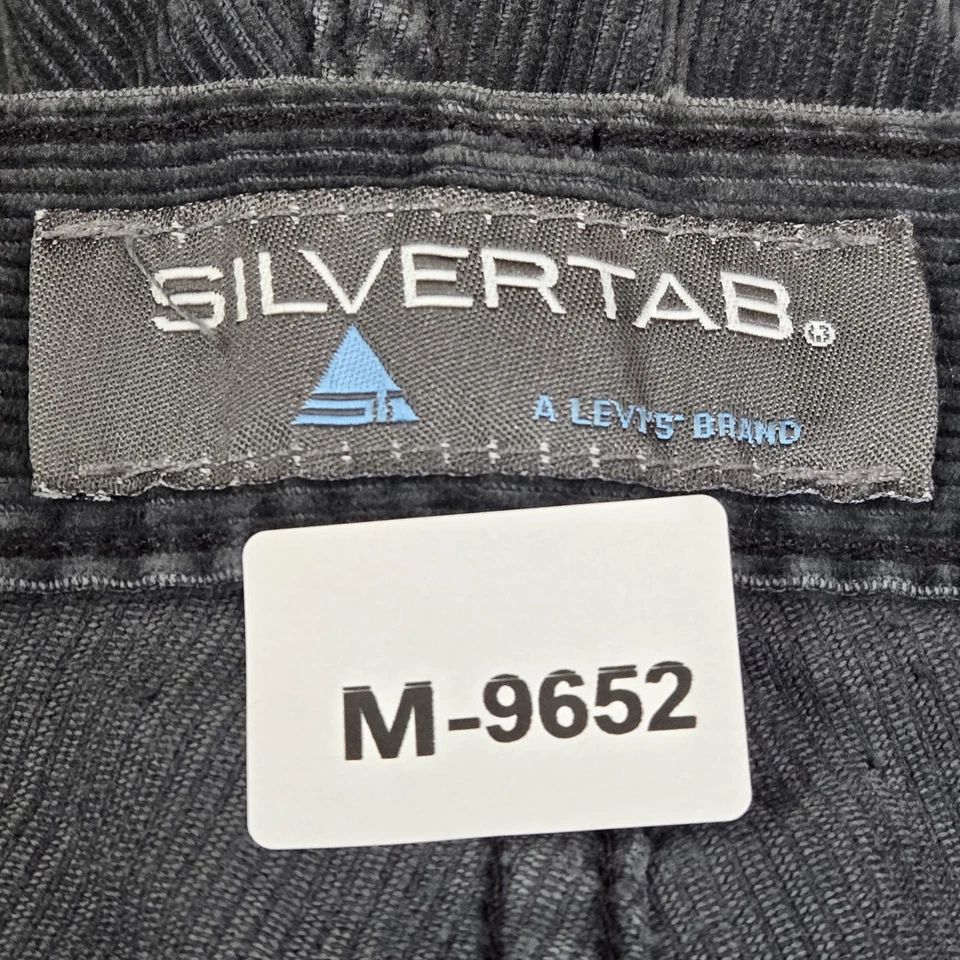 SILVERTAB®
A LEVI'S BRAND
M-9652